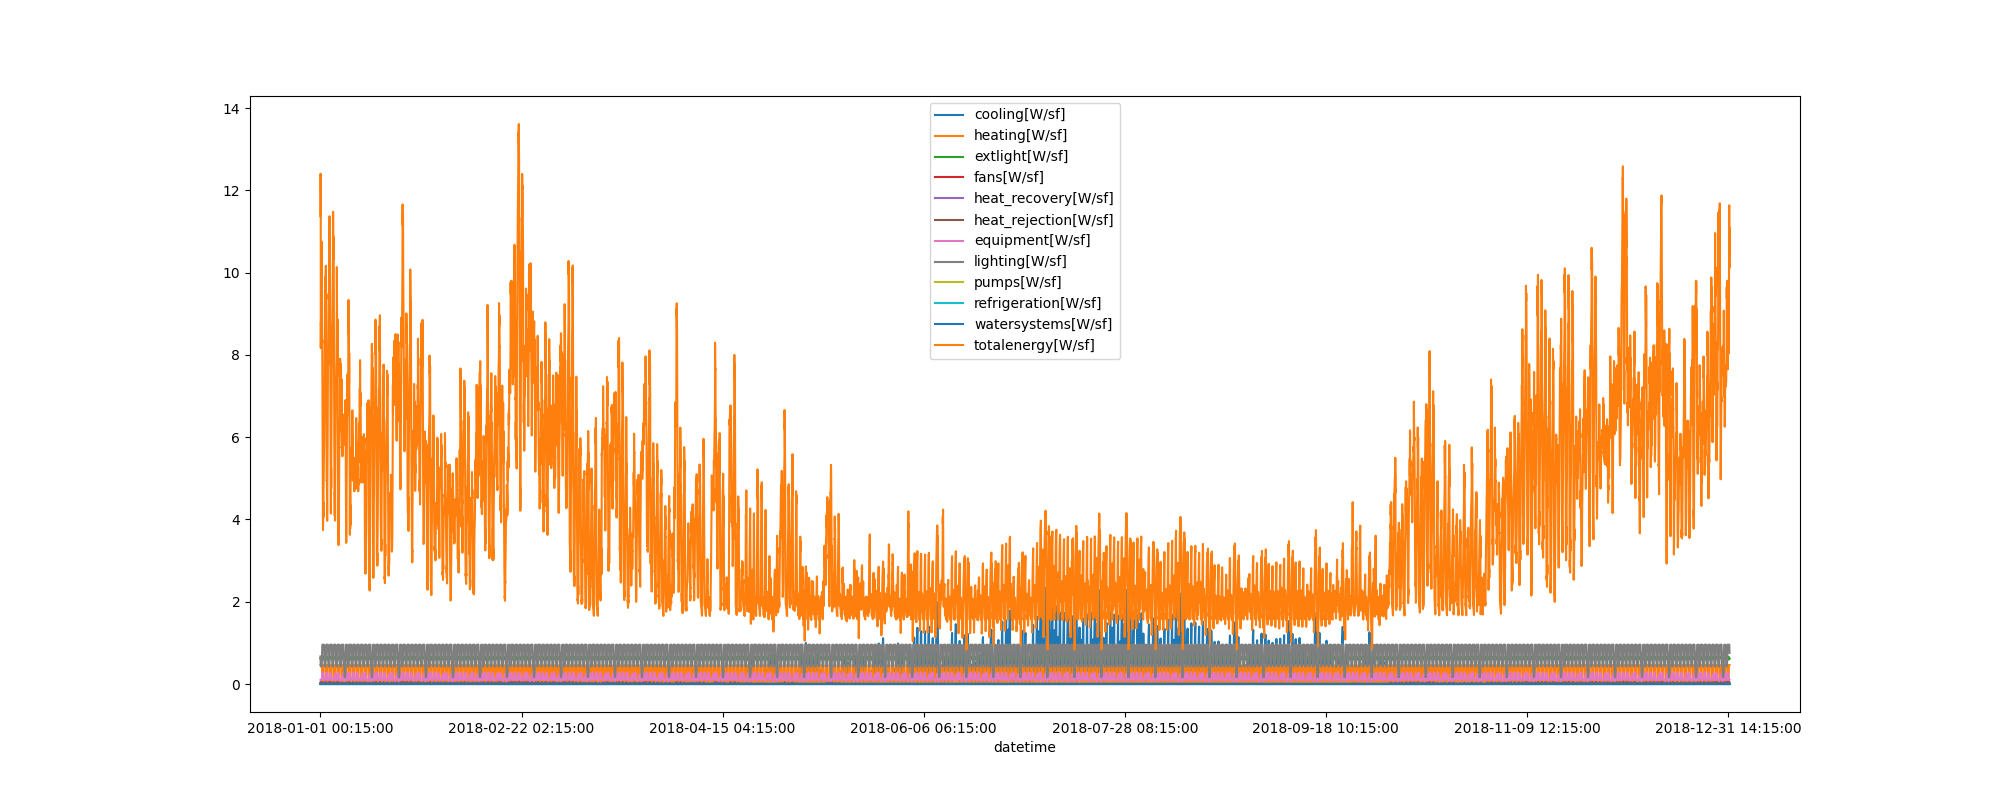 14
12
10
8
6
4
2
0
cooling[W/sf]
heating[W/sf]
extlight[W/sf]
fans[W/sf]
heat_recovery[W/sf]
heat_rejection[W/sf]
equipment[W/sf]
lighting[W/sf]
pumps[W/sf]
refrigeration[W/sf]
watersystems[W/sf]
totalenergy[W/sf]
2018-01-01 00:15:00 2018-02-22 02:15:00 2018-04-15 04:15:00 2018-06-06 06:15:00 2018-07-28 08:15:00 2018-09-18 10:15:00 2018-11-09 12:15:00 2018-12-31 14:15:00
datetime